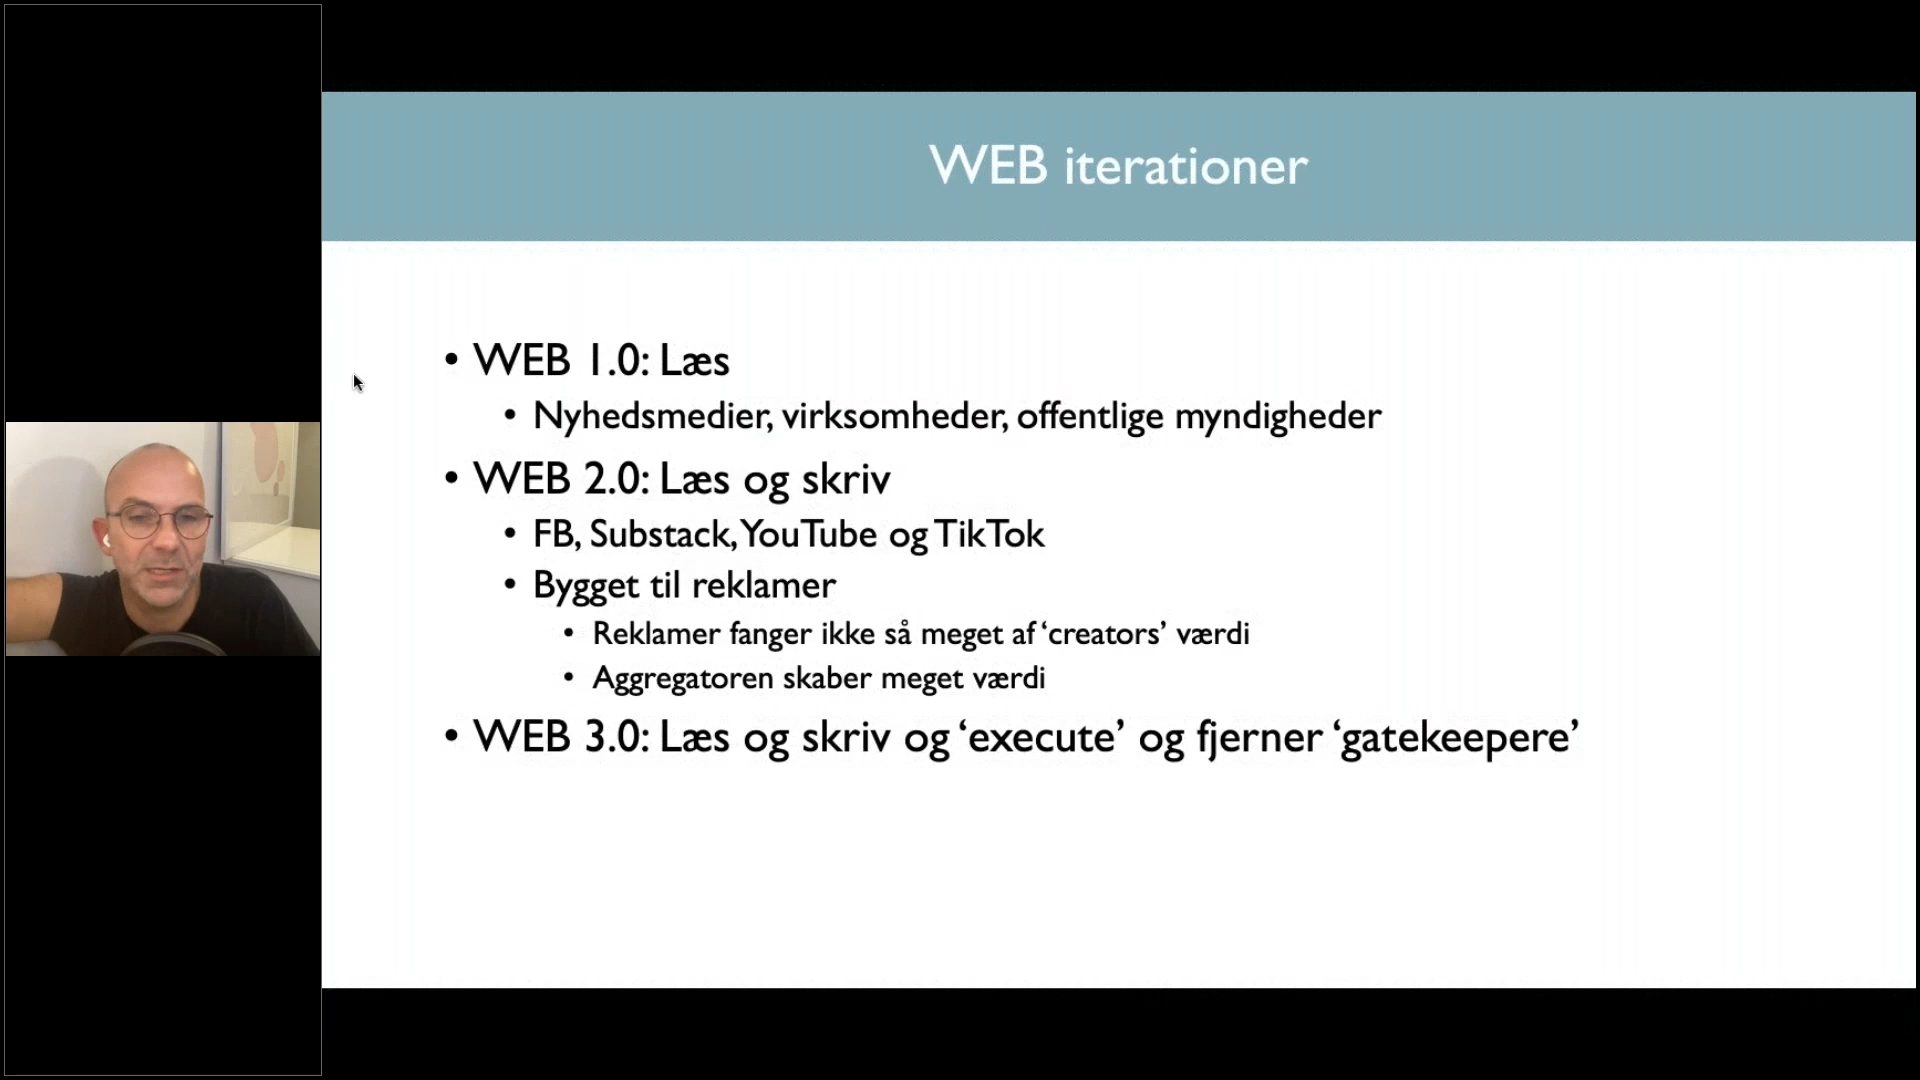 WEB iterationer
• WEB 1.0: Læs
• Nyhedsmedier, virksomheder, offentlige myndigheder
• WEB 2.0: Læs og skriv
• FB, Substack, YouTube og TikTok
• Bygget til reklamer
• Reklamer fanger ikke så meget af ‘creators’ værdi
• Aggregatoren skaber meget værdi
• WEB 3.0: Læs og skriv og ‘execute’ og fjerner ‘gatekeepere’